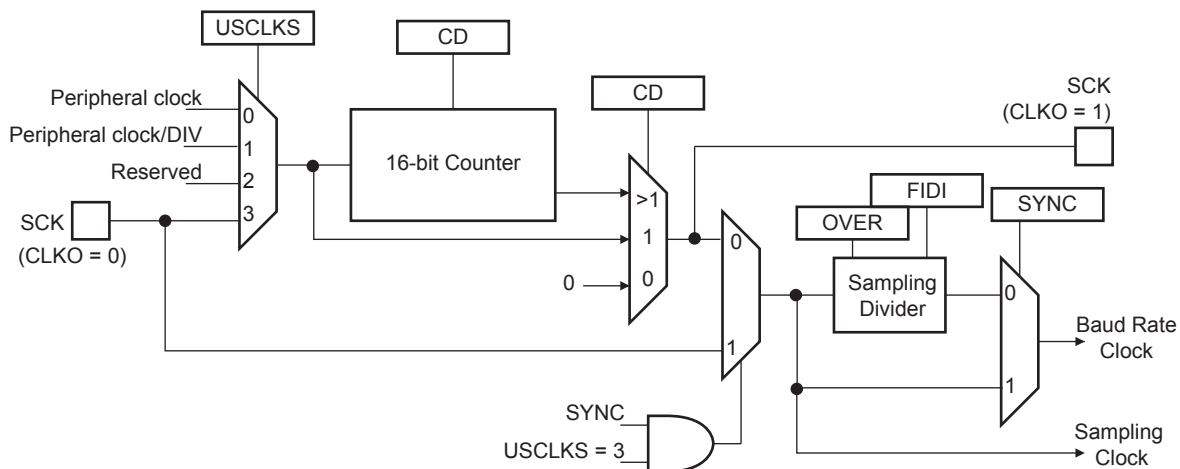 USCLKS
CD
CD
SCK
(CLKO = 1)
Peripheral clock
0
Peripheral clock/DIV
1
Reserved
2
3
16-bit Counter
SCK
(CLKO = 0)
>1
1
0
0
FIDI
OVER
SYNC
0
1
Sampling
Divider
0
1
Baud Rate
Clock
SYNC
USCLKS = 3
Sampling
Clock